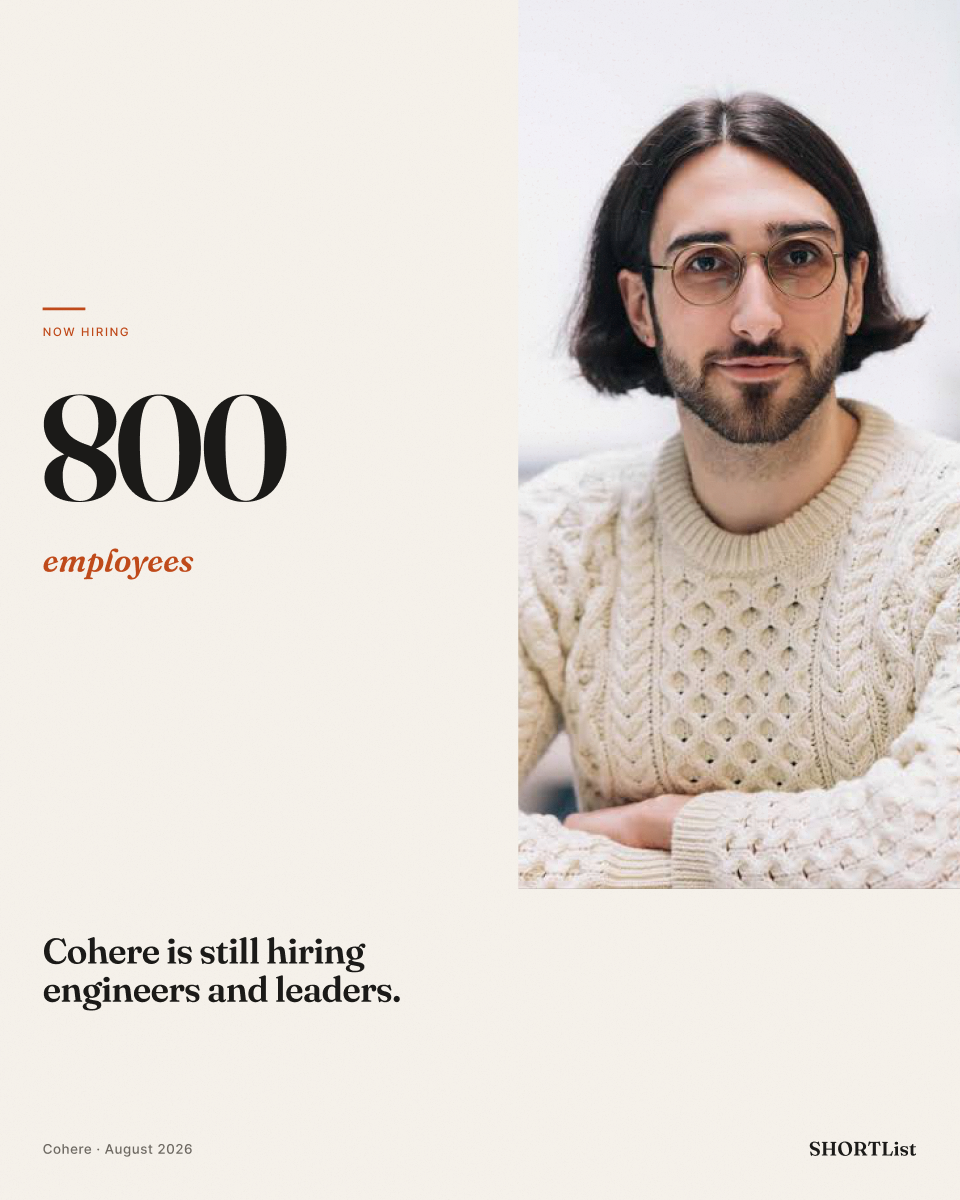 NOW HIRING
800
employees
Cohere is still hiring
engineers and leaders.
Cohere · August 2026
SHORTList